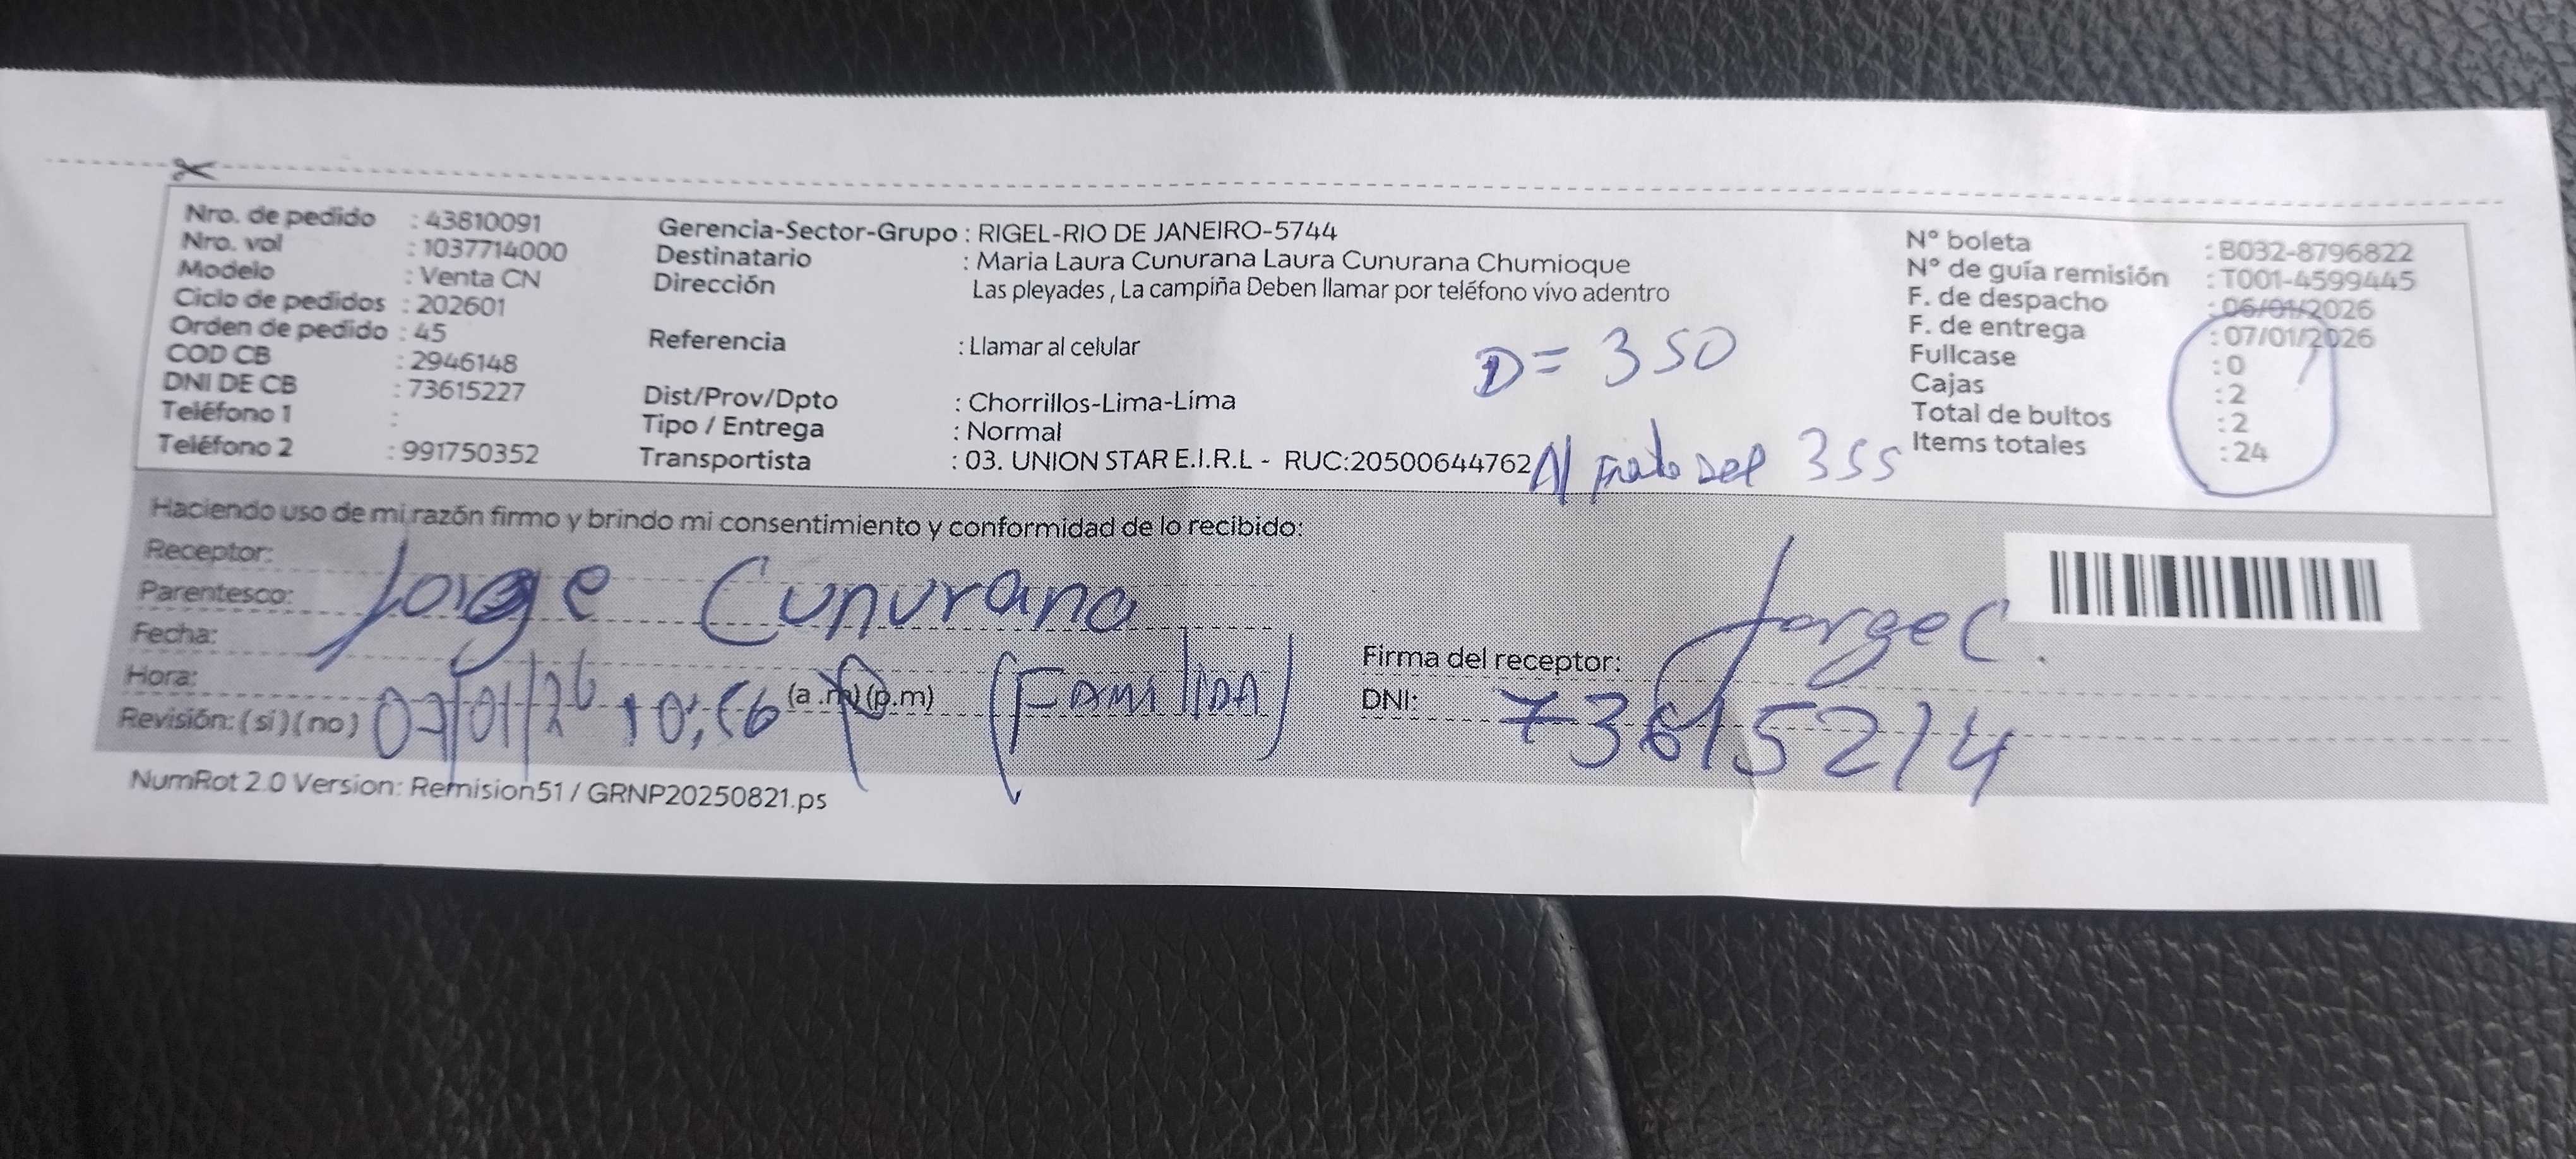 Nro. de pedido : 43810091
Nro. vol : 1037714000
Modelo : Venta CN
Ciclo de pedidos : 202601
Orden de pedido : 45
COD CB : 2946148
DNI DE CB : 73615227
Teléfono 1 :
Teléfono 2 : 991750352
Gerencia-Sector-Grupo : RIGEL-RIO DE JANEIRO-5744
Destinatario : Maria Laura Cunurana Laura Cunurana Chumioque
Dirección Las pleyades , La campiña Deben llamar por teléfono vivo adentro
Referencia : Llamar al celular
Dist/Prov/Dpto : Chorrillos-Lima-Lima
Tipo / Entrega : Normal
Transportista : 03. UNION STAR E.I.R.L - RUC:20500644762
D= 350
Al frate Del 355
N° boleta : B032-8796822
N° de guía remisión : T001-4599445
F. de despacho : 06/01/2026
F. de entrega : 07/01/2026
Fullcase : 0
Cajas : 2
Total de bultos : 2
Items totales : 24
Haciendo uso de mi razón firmo y brindo mi consentimiento y conformidad de lo recibido:
Receptor:
Parentesco: Jorge Cunurana
Fecha:
Hora: (a.m) (p.m)
Revisión: (si) (no) 07/01/26 10:56 (Familiar)
Firma del receptor: Jorge C.
DNI: 73615214
NumRot 2.0 Version: Remision51 / GRNP20250821.ps